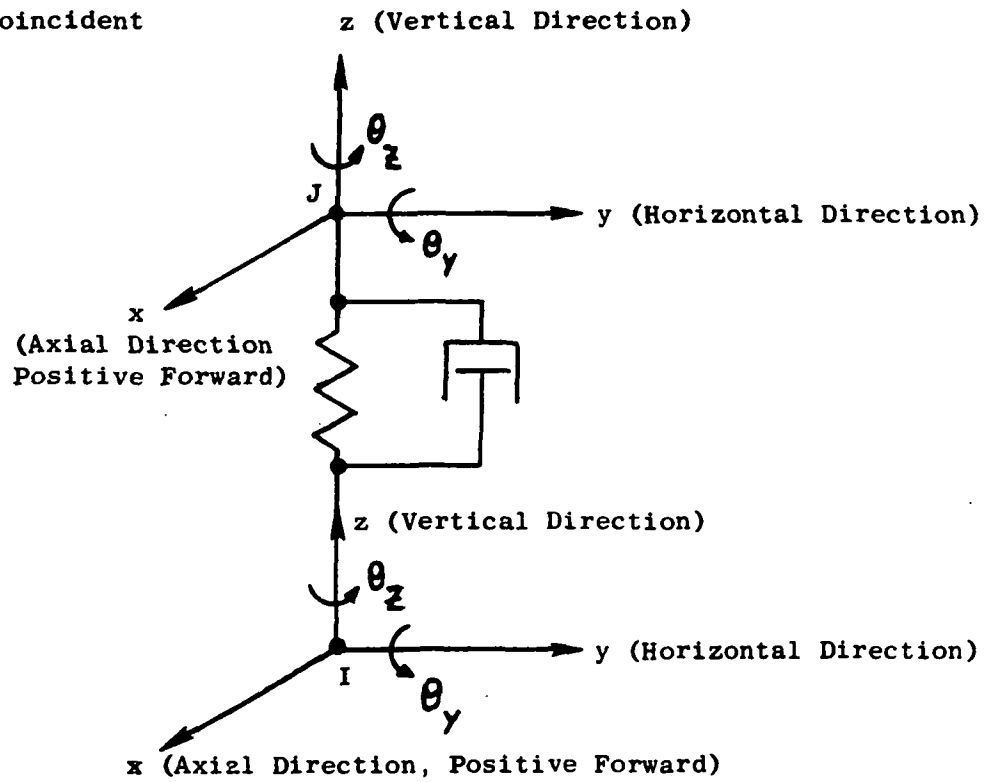 oincident
z (Vertical Direction)
θz
J
y (Horizontal Direction)
θy
x
(Axial Direction
Positive Forward)
z (Vertical Direction)
θz
I
y (Horizontal Direction)
θy
x (Axial Direction, Positive Forward)